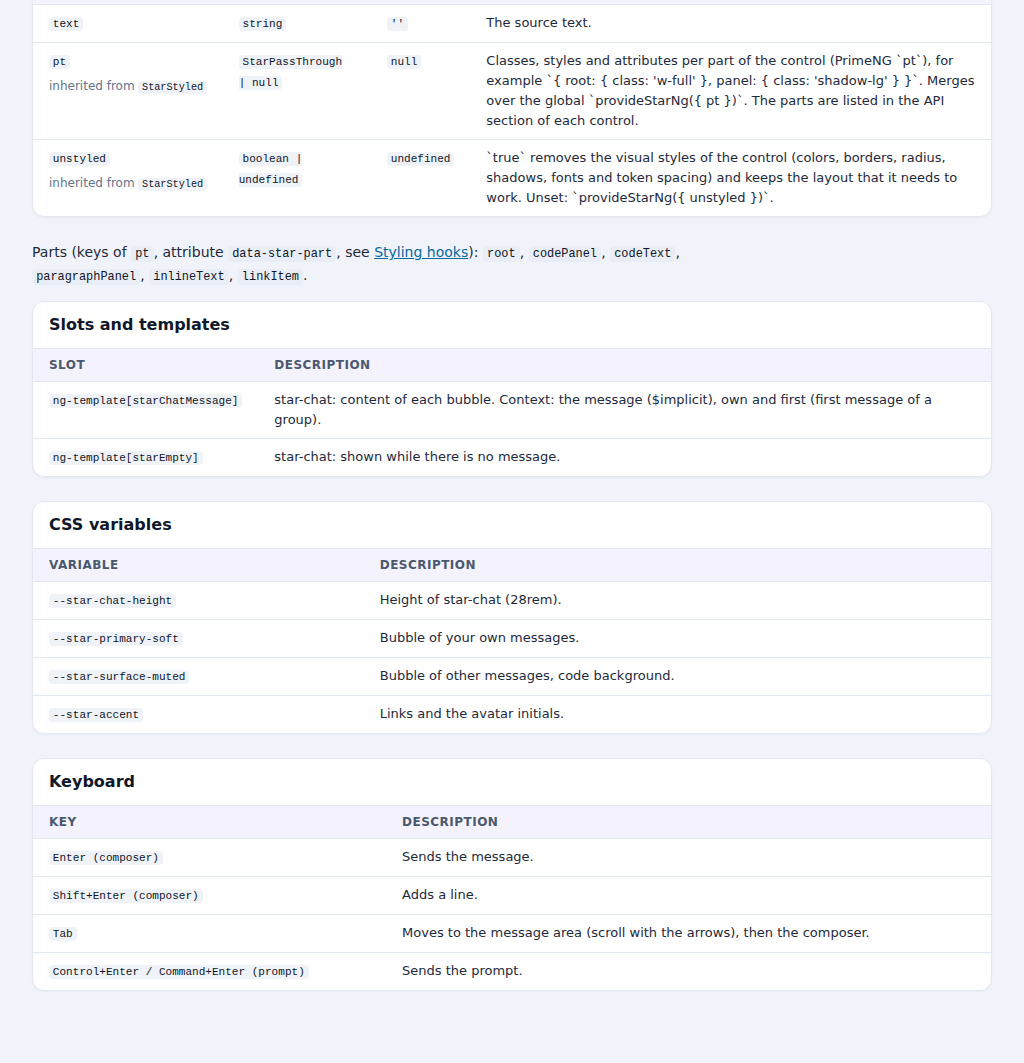 text string '' The source text.
pt StarPassThrough null Classes, styles and attributes per part of the control (PrimeNG `pt`), for
inherited from StarStyled | null example `{ root: { class: 'w-full' }, panel: { class: 'shadow-lg' } }`. Merges
over the global `provideStarNg({ pt })`. The parts are listed in the API
section of each control.
unstyled boolean | undefined `true` removes the visual styles of the control (colors, borders, radius,
inherited from StarStyled undefined shadows, fonts and token spacing) and keeps the layout that it needs to
work. Unset: `provideStarNg({ unstyled })`.
Parts (keys of pt, attribute data-star-part, see Styling hooks): root, codePanel, codeText,
paragraphPanel, inlineText, linkItem.
Slots and templates
SLOT DESCRIPTION
ng-template[starChatMessage] star-chat: content of each bubble. Context: the message ($implicit), own and first (first message of a
group).
ng-template[starEmpty] star-chat: shown while there is no message.
CSS variables
VARIABLE DESCRIPTION
--star-chat-height Height of star-chat (28rem).
--star-primary-soft Bubble of your own messages.
--star-surface-muted Bubble of other messages, code background.
--star-accent Links and the avatar initials.
Keyboard
KEY DESCRIPTION
Enter (composer) Sends the message.
Shift+Enter (composer) Adds a line.
Tab Moves to the message area (scroll with the arrows), then the composer.
Control+Enter / Command+Enter (prompt) Sends the prompt.